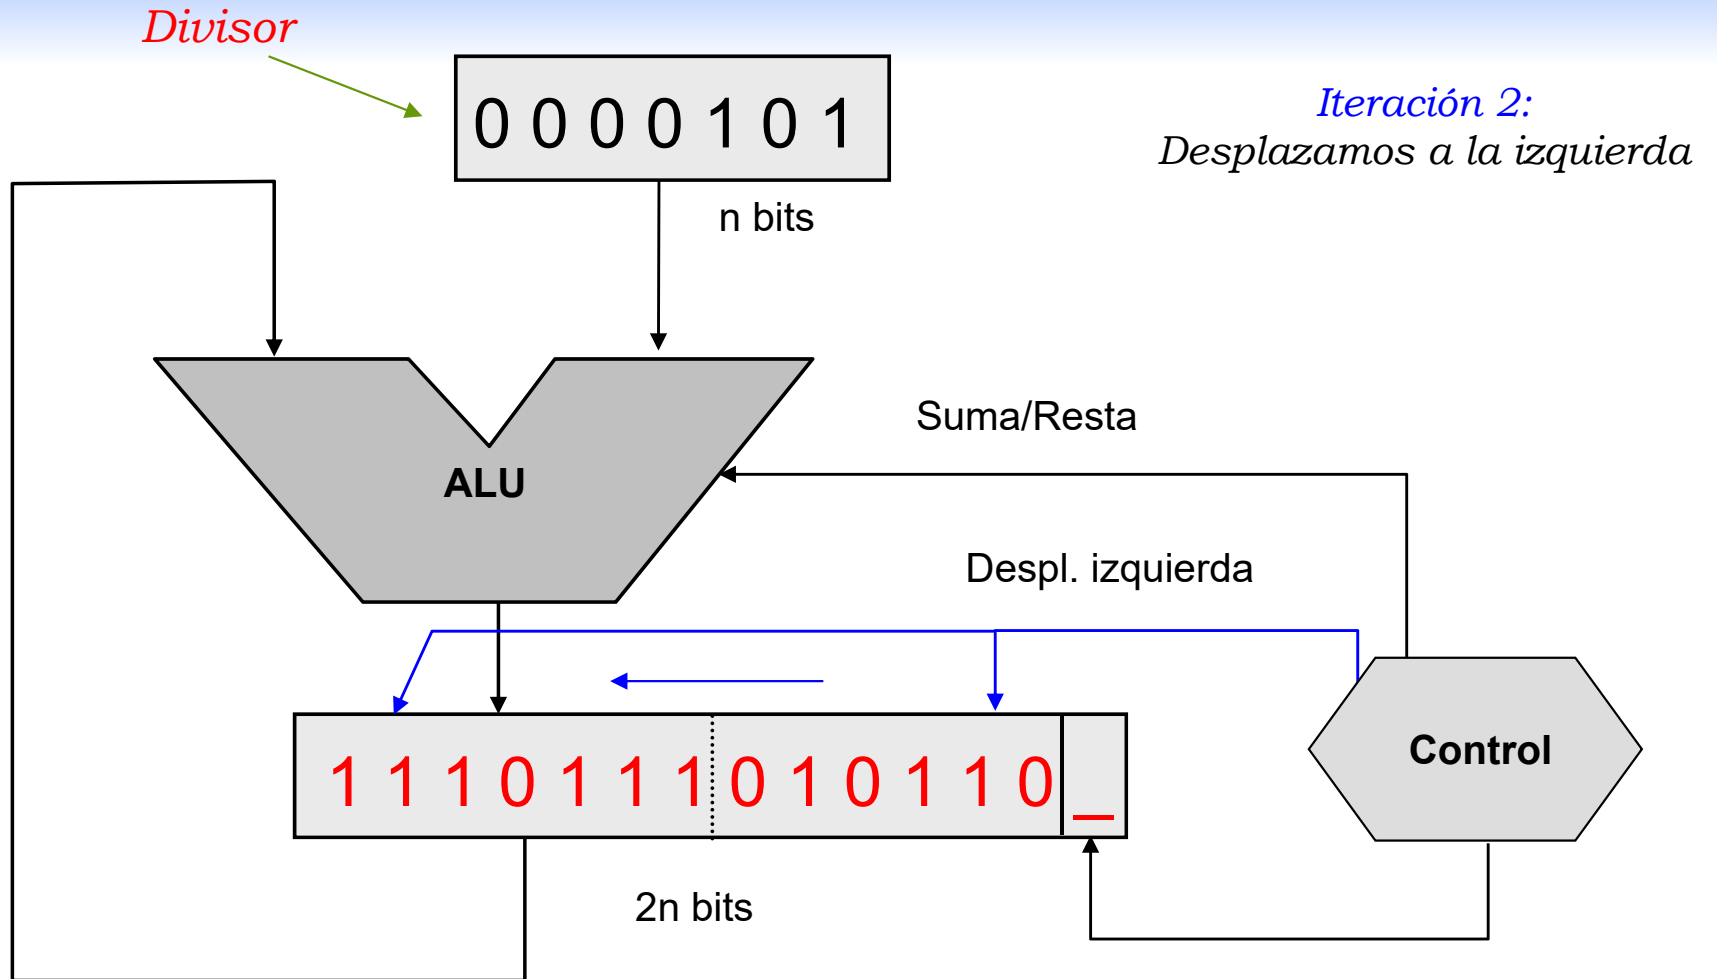 Divisor
0 0 0 0 1 0 1
Iteración 2:
Desplazamos a la izquierda
n bits
Suma/Resta
ALU
Despl. izquierda
1 1 1 0 1 1 1 0 1 0 1 1 0 _
Control
2n bits